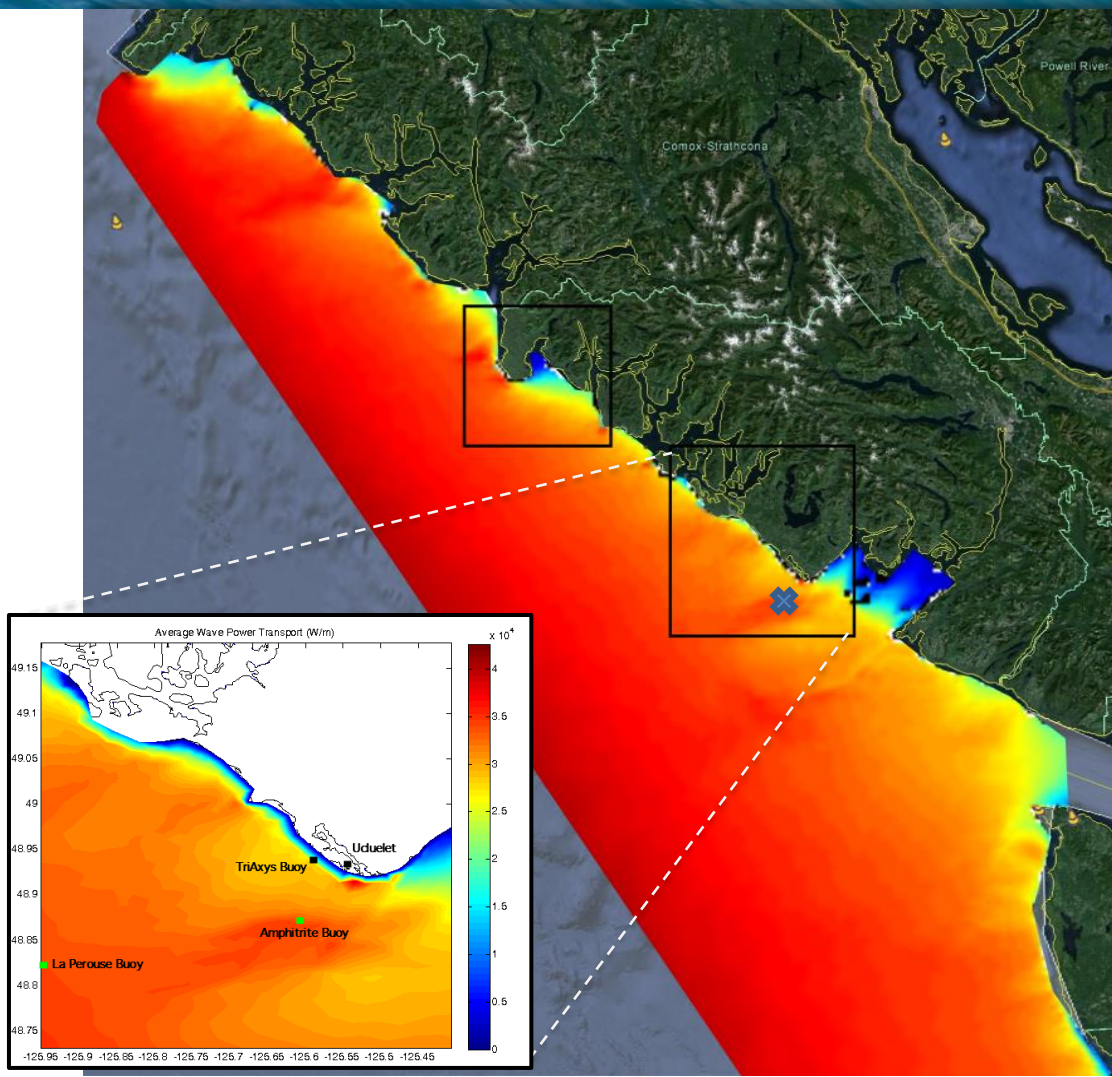 Powell River
Comox-Strathcona
Average Wave Power Transport (W/m)
x 10⁴
49.15
49.1
49.05
49
48.95
48.9
48.85
48.8
48.75
-125.95 -125.9 -125.85 -125.8 -125.75 -125.7 -125.65 -125.6 -125.55 -125.5 -125.45
4
3.5
3
2.5
2
1.5
1
0.5
0
Ucluelet
TriAxys Buoy
Amphitrite Buoy
La Perouse Buoy